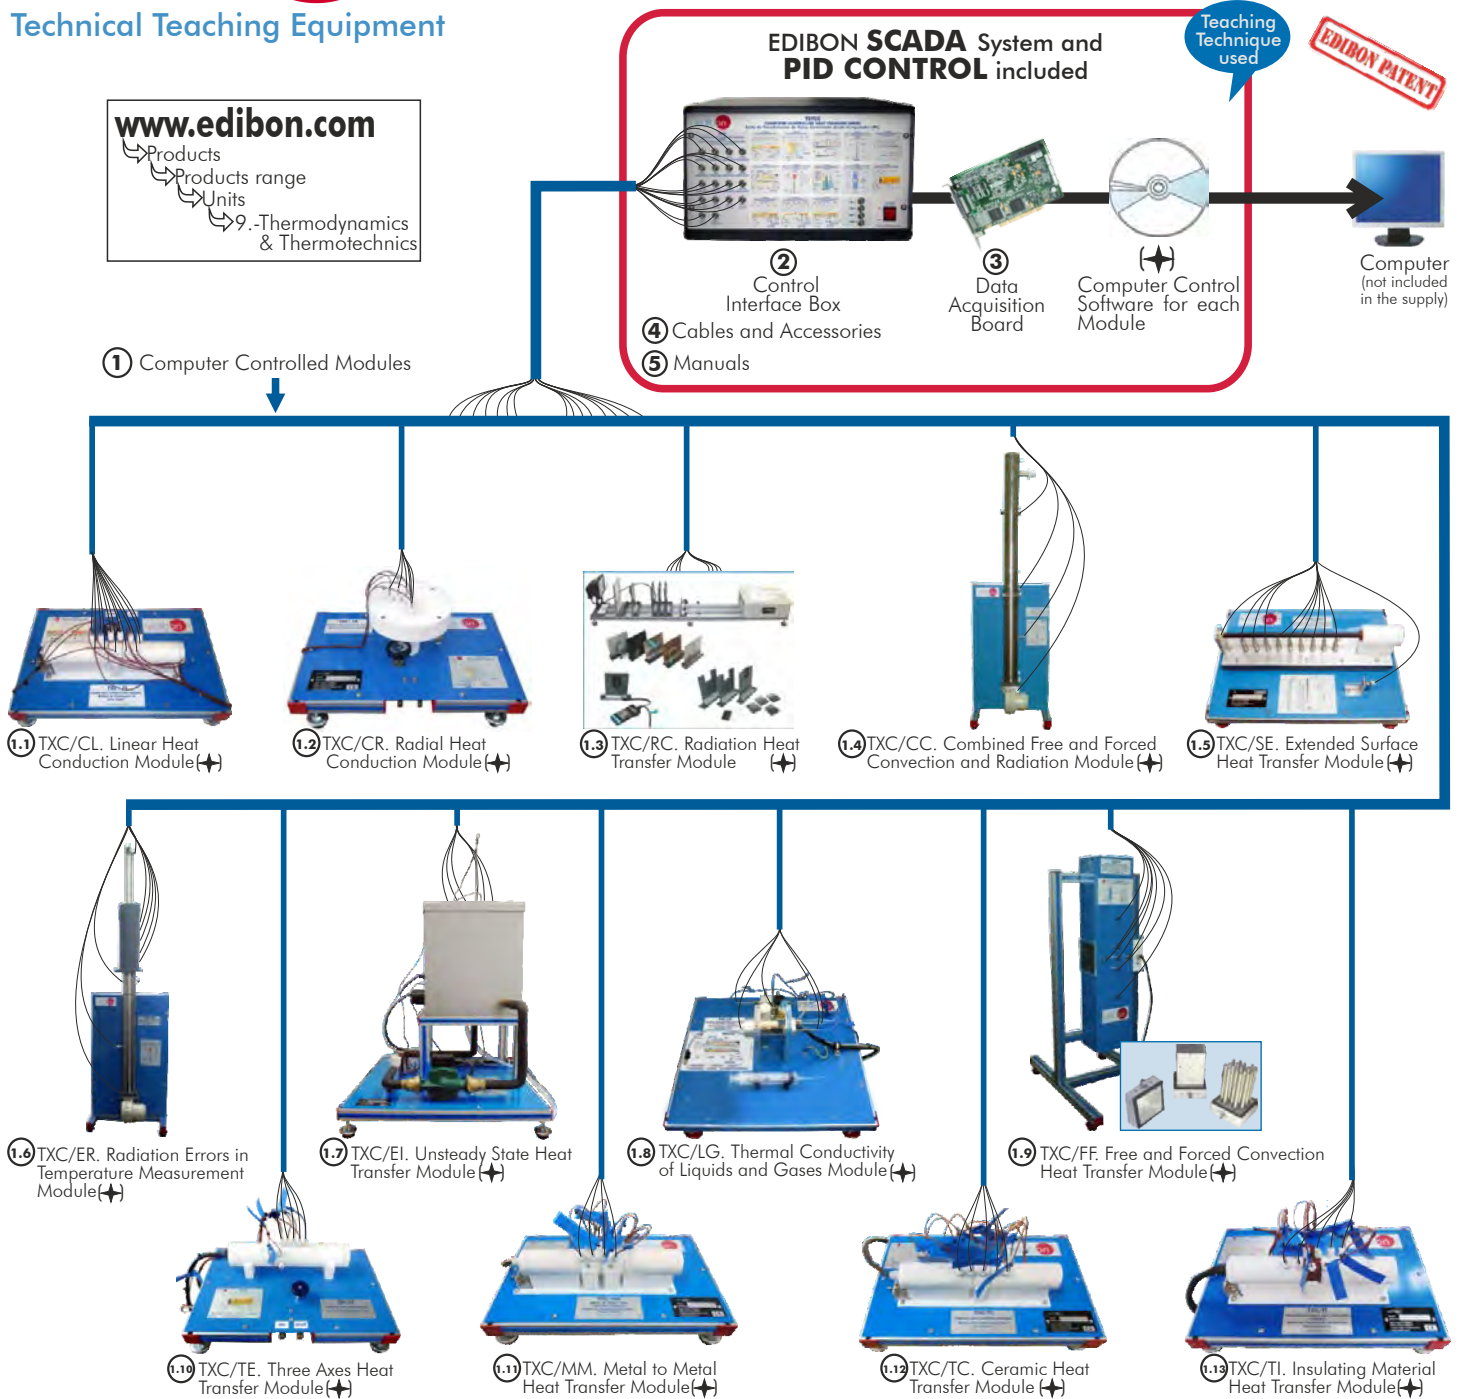 Technical Teaching Equipment
EDIBON SCADA System and
PID CONTROL included
Teaching
Technique
used
EDIBON PATENT
www.edibon.com
Products
Products range
Units
9.-Thermodynamics
& Thermotechnics
2
Control
Interface Box
3
Data
Acquisition
Board
Computer Control
Software for each
Module
Computer
(not included
in the supply)
4 Cables and Accessories
5 Manuals
1 Computer Controlled Modules
1.1 TXC/CL. Linear Heat
Conduction Module
1.2 TXC/CR. Radial Heat
Conduction Module
1.3 TXC/RC. Radiation Heat
Transfer Module
1.4 TXC/CC. Combined Free and Forced
Convection and Radiation Module
1.5 TXC/SE. Extended Surface
Heat Transfer Module
1.6 TXC/ER. Radiation Errors in
Temperature Measurement
Module
1.7 TXC/EI. Unsteady State Heat
Transfer Module
1.8 TXC/LG. Thermal Conductivity
of Liquids and Gases Module
1.9 TXC/FF. Free and Forced Convection
Heat Transfer Module
1.10 TXC/TE. Three Axes Heat
Transfer Module
1.11 TXC/MM. Metal to Metal
Heat Transfer Module
1.12 TXC/TC. Ceramic Heat
Transfer Module
1.13 TXC/TI. Insulating Material
Heat Transfer Module